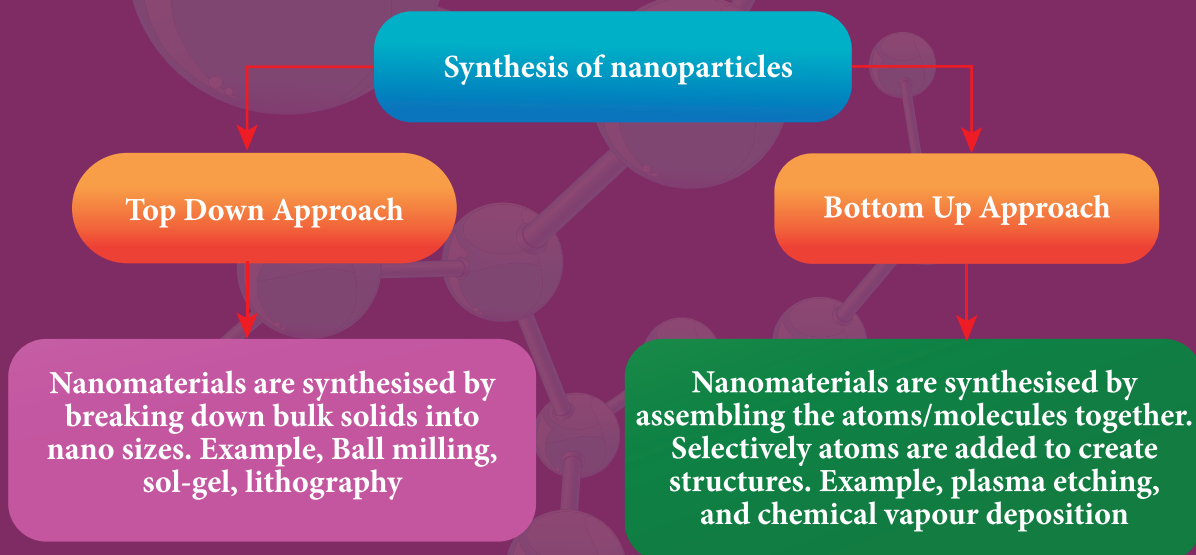 Synthesis of nanoparticles
Top Down Approach
Bottom Up Approach
Nanomaterials are synthesised by
breaking down bulk solids into
nano sizes. Example, Ball milling,
sol-gel, lithography
Nanomaterials are synthesised by
assembling the atoms/molecules together.
Selectively atoms are added to create
structures. Example, plasma etching,
and chemical vapour deposition